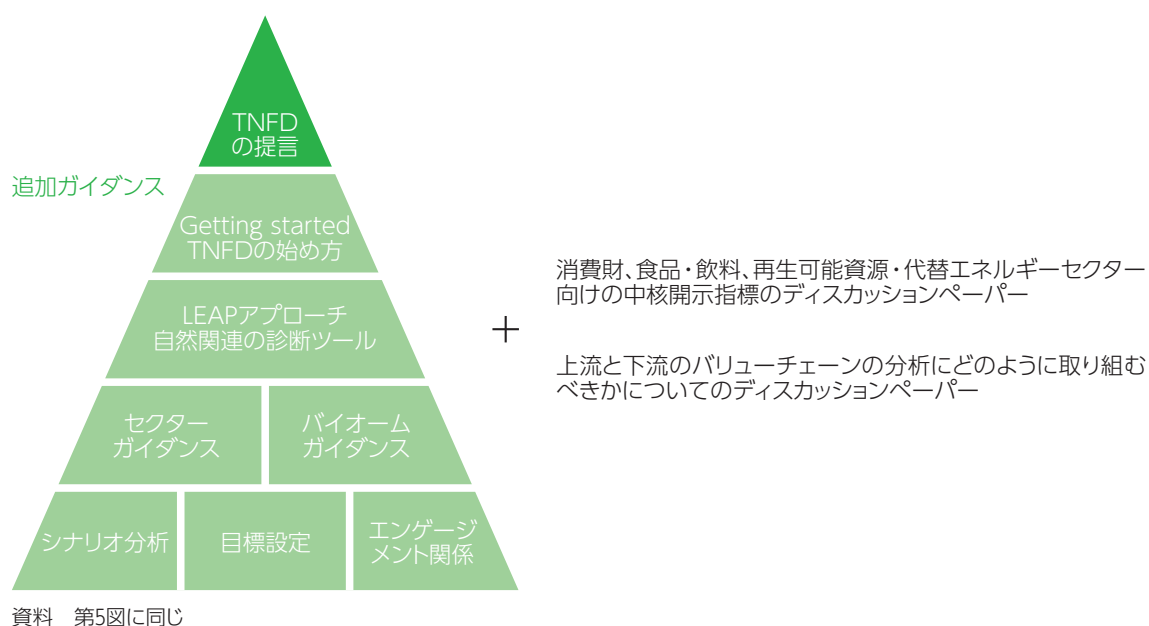 TNFD
の提言
追加ガイダンス
Getting started
TNFDの始め方
LEAPアプローチ
自然関連の診断ツール
セクター
ガイダンス
バイオーム
ガイダンス
シナリオ分析
目標設定
エンゲージ
メント関係
+
消費財、食品・飲料、再生可能資源・代替エネルギーセクター
向けの中核開示指標のディスカッションペーパー
上流と下流のバリューチェーンの分析にどのように取り組む
べきかについてのディスカッションペーパー
資料　第5図に同じ